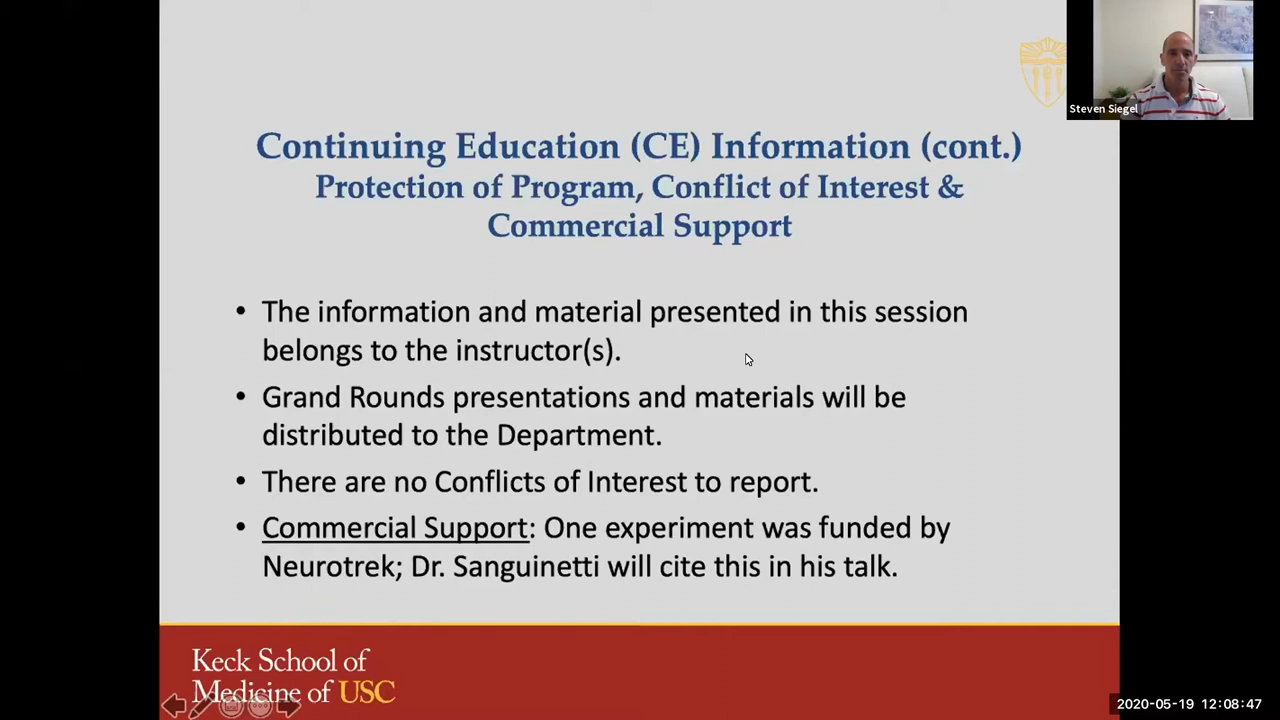 Steven Siegel
Continuing Education (CE) Information (cont.)
Protection of Program, Conflict of Interest &
Commercial Support
• The information and material presented in this session
belongs to the instructor(s).
• Grand Rounds presentations and materials will be
distributed to the Department.
• There are no Conflicts of Interest to report.
• Commercial Support: One experiment was funded by
Neurotrek; Dr. Sanguinetti will cite this in his talk.
Keck School of
Medicine of USC
2020-05-19 12:08:47